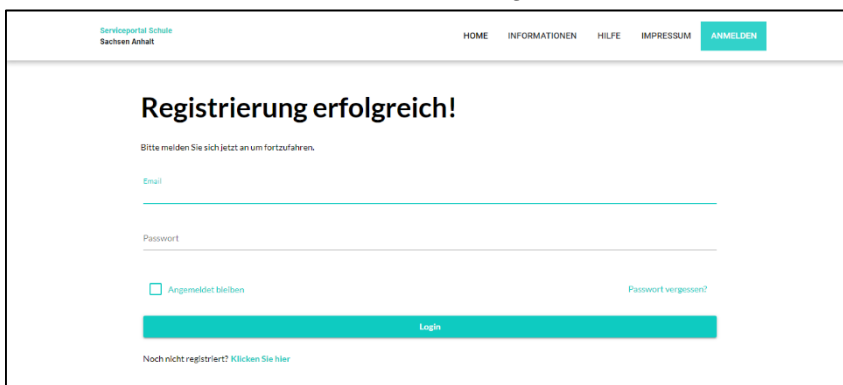 Serviceportal Schule
Sachsen Anhalt
HOME INFORMATIONEN HILFE IMPRESSUM ANMELDEN
Registrierung erfolgreich!
Bitte melden Sie sich jetzt an um fortzufahren.
Email
Passwort
Angemeldet bleiben Passwort vergessen?
Login
Noch nicht registriert? Klicken Sie hier